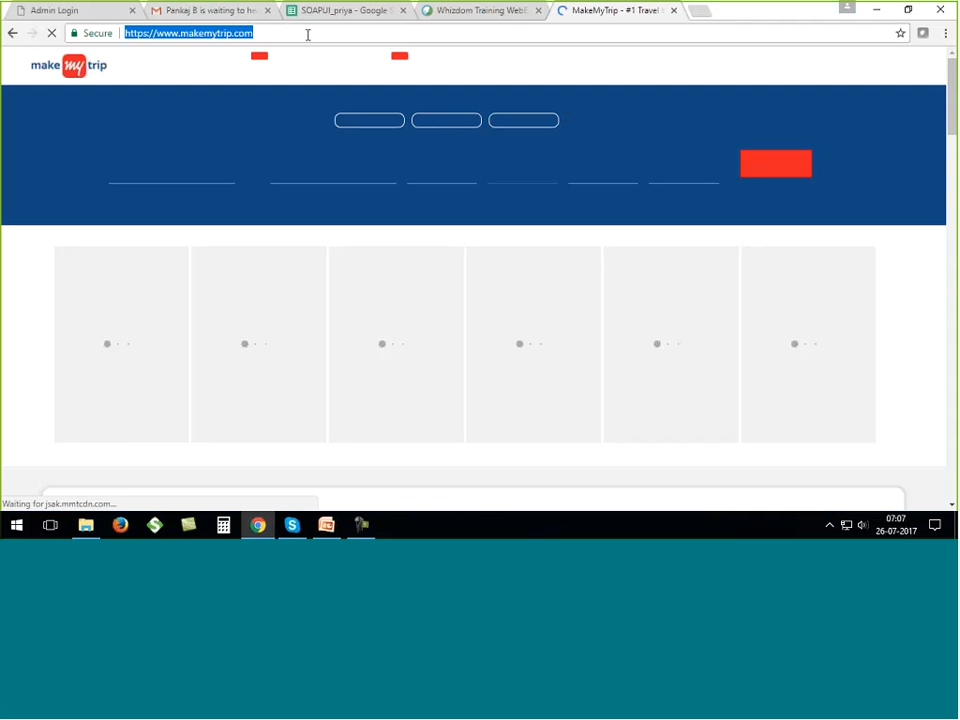 Admin Login
Pankaj B is waiting to he
SOAPUI_priya - Google S
Whizdom Training WebE
MakeMyTrip - #1 Travel
Secure
https://www.makemytrip.com
make my trip
Waiting for jsak.mmtcdn.com...
07:07
26-07-2017